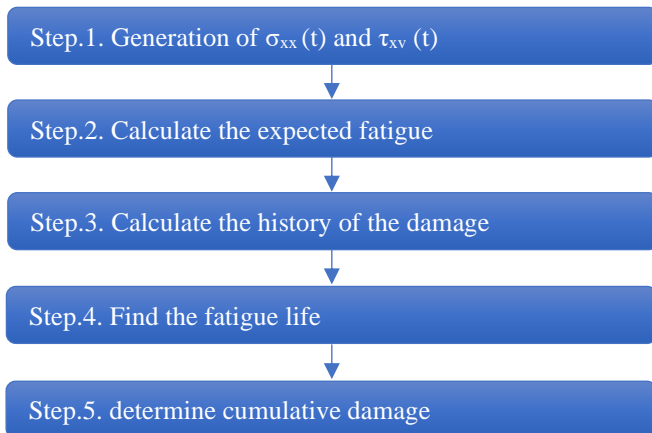 Step.1. Generation of σxx (t) and τxv (t)
Step.2. Calculate the expected fatigue
Step.3. Calculate the history of the damage
Step.4. Find the fatigue life
Step.5. determine cumulative damage